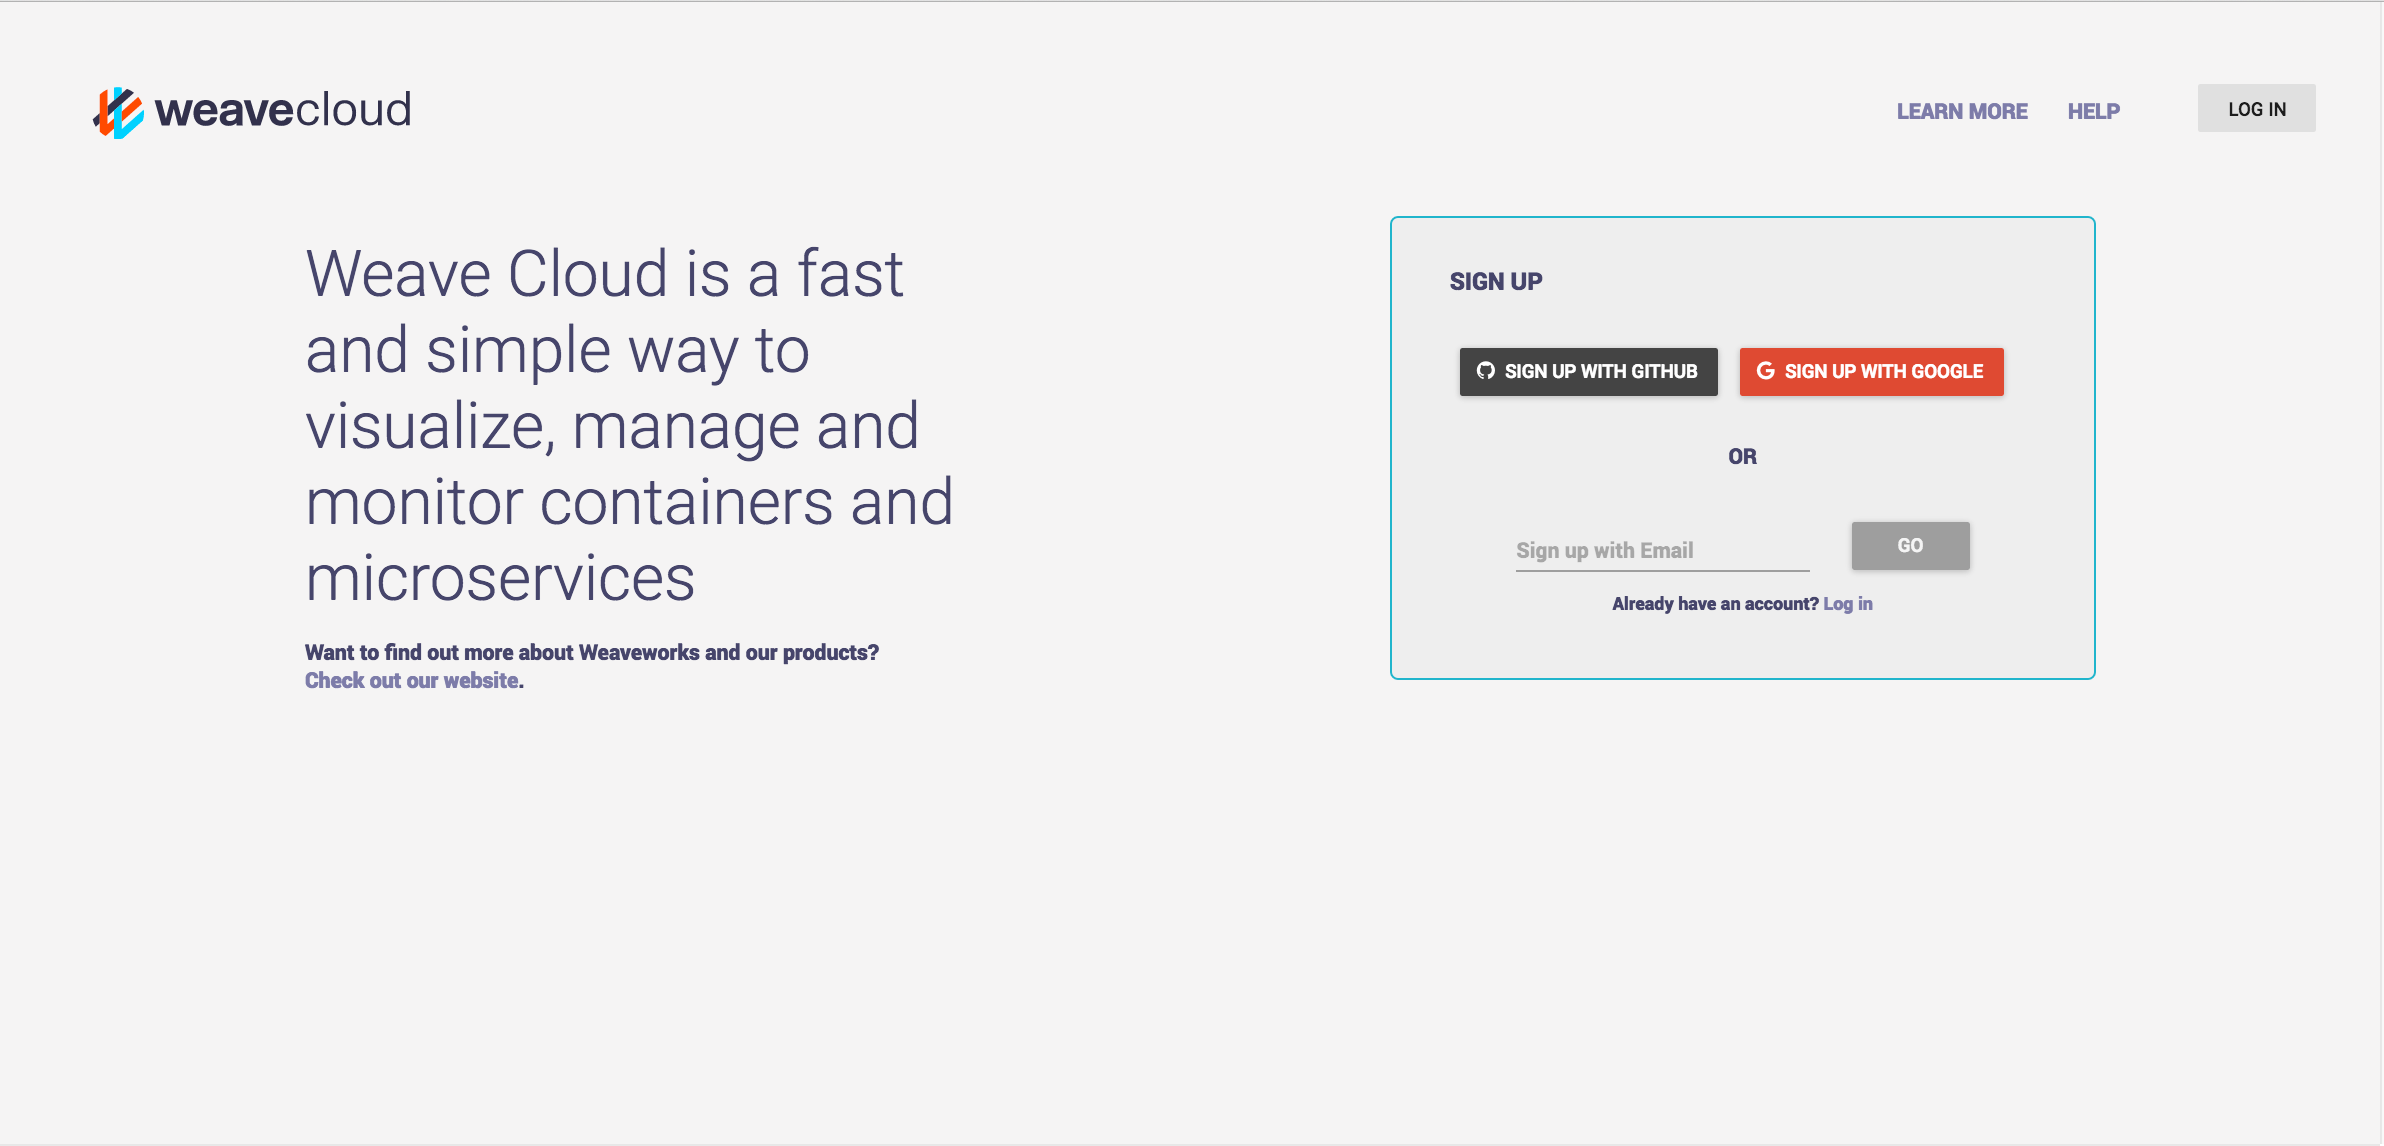 weavecloud
LEARN MORE
HELP
LOG IN
Weave Cloud is a fast
and simple way to
visualize, manage and
monitor containers and
microservices
Want to find out more about Weaveworks and our products?
Check out our website.
SIGN UP
SIGN UP WITH GITHUB
SIGN UP WITH GOOGLE
OR
Sign up with Email
GO
Already have an account? Log in